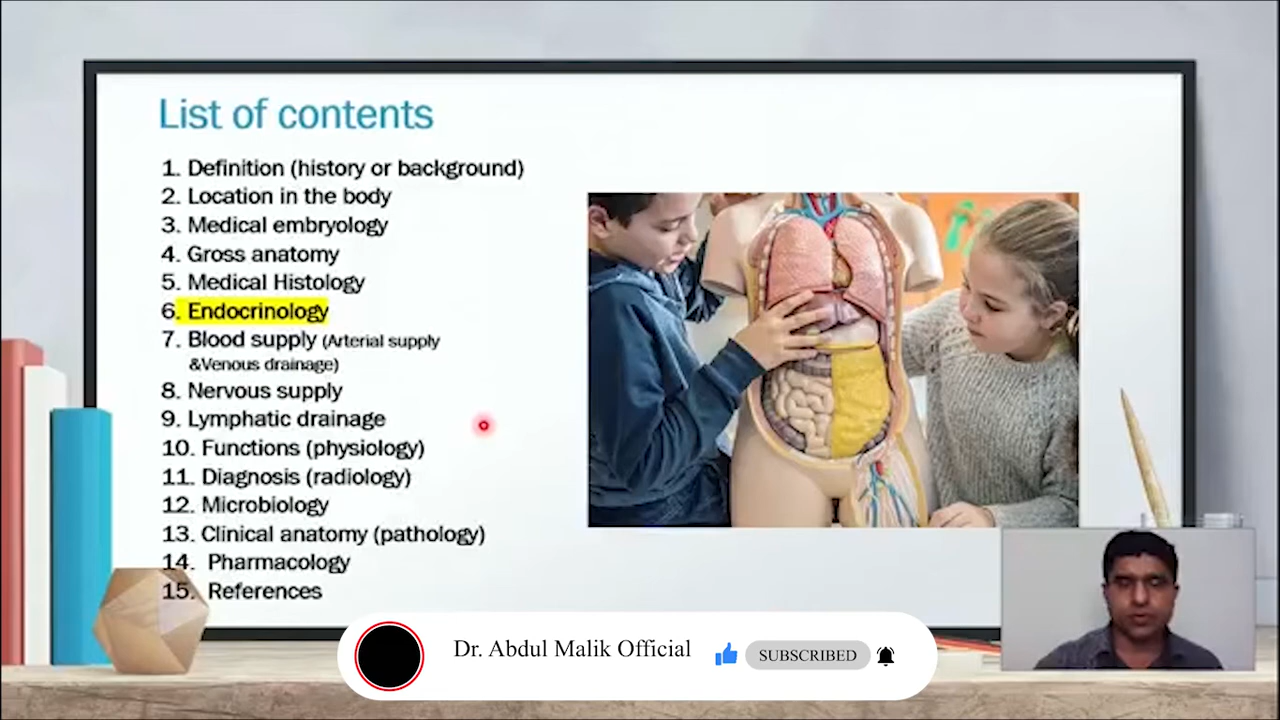 List of contents
1. Definition (history or background)
2. Location in the body
3. Medical embryology
4. Gross anatomy
5. Medical Histology
6. Endocrinology
7. Blood supply (Arterial supply
&Venous drainage)
8. Nervous supply
9. Lymphatic drainage
10. Functions (physiology)
11. Diagnosis (radiology)
12. Microbiology
13. Clinical anatomy (pathology)
14. Pharmacology
15. References
Dr. Abdul Malik Official
SUBSCRIBED